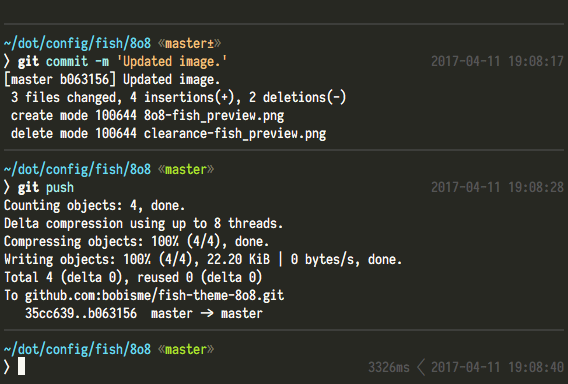 ~/dot/config/fish/8o8 «master±»
❯ git commit -m 'Updated image.' 2017-04-11 19:08:17
[master b063156] Updated image.
 3 files changed, 4 insertions(+), 2 deletions(-)
 create mode 100644 8o8-fish_preview.png
 delete mode 100644 clearance-fish_preview.png
~/dot/config/fish/8o8 «master»
❯ git push 2017-04-11 19:08:28
Counting objects: 4, done.
Delta compression using up to 8 threads.
Compressing objects: 100% (4/4), done.
Writing objects: 100% (4/4), 22.20 KiB | 0 bytes/s, done.
Total 4 (delta 0), reused 0 (delta 0)
To github.com:bobisme/fish-theme-8o8.git
   35cc639..b063156  master -> master
~/dot/config/fish/8o8 «master»
❯ 3326ms ❮ 2017-04-11 19:08:40